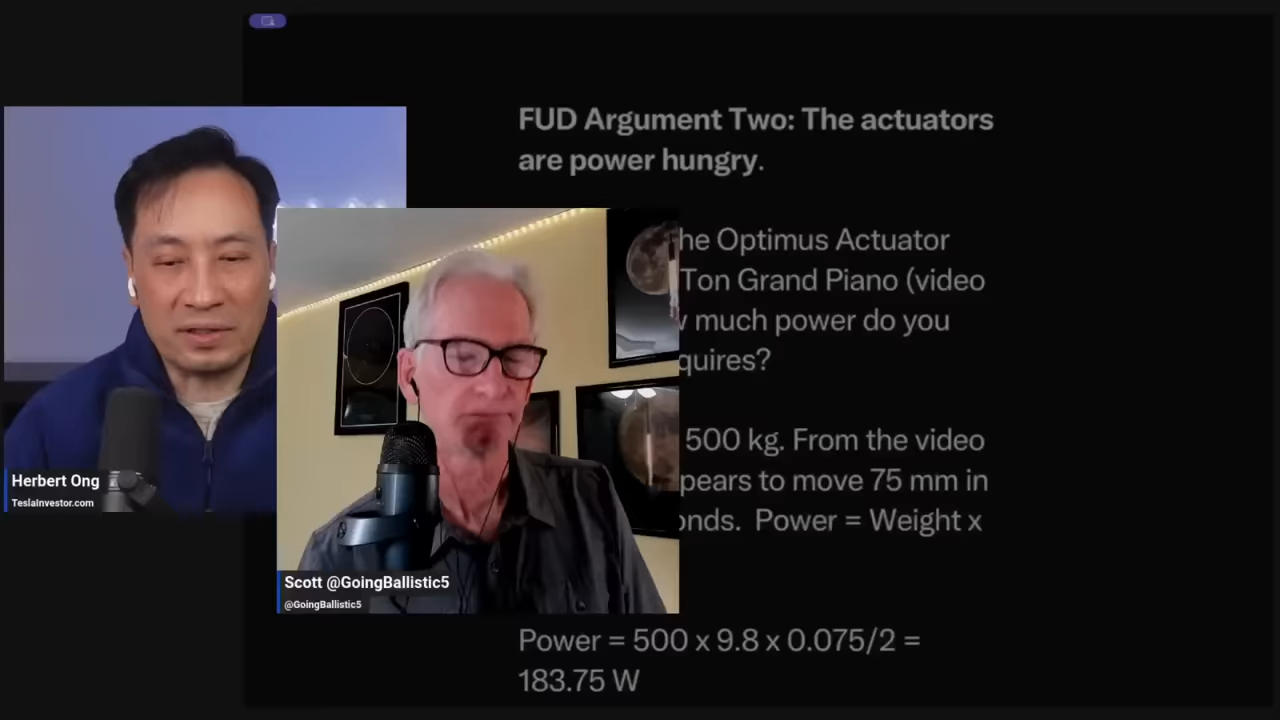 FUD Argument Two: The actuators
are power hungry.
he Optimus Actuator
Ton Grand Piano (video
much power do you
quires?
500 kg. From the video
pears to move 75 mm in
onds. Power = Weight x
Power = 500 x 9.8 x 0.075/2 =
183.75 W
Herbert Ong
TeslaInvestor.com
Scott @GoingBallistic5
@GoingBallistic5